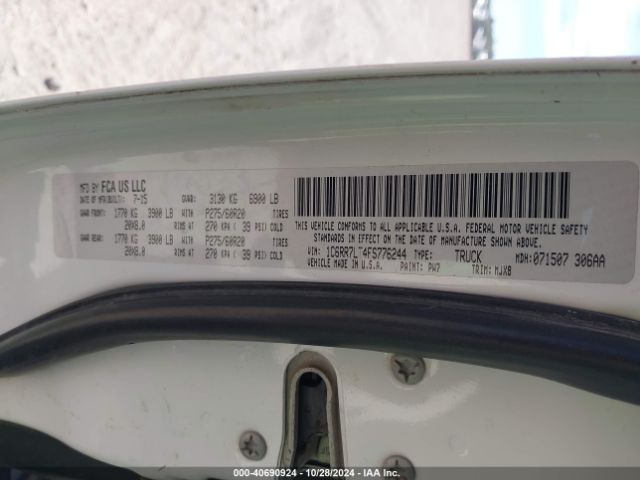 MFD BY FCA US LLC
DATE OF MFR(BUILT): 7-15 GVWR: 3130 KG 6900 LB
GAWR FRONT: 1770 KG 3900 LB WITH P275/60R20 TIRES
20X8.0 RIMS AT 270 KPA ( 39 PSI) COLD
GAWR REAR: 1770 KG 3900 LB WITH P275/60R20 TIRES
20X8.0 RIMS AT 270 KPA ( 39 PSI) COLD
THIS VEHICLE CONFORMS TO ALL APPLICABLE U.S.A. FEDERAL MOTOR VEHICLE SAFETY
STANDARDS IN EFFECT ON THE DATE OF MANUFACTURE SHOWN ABOVE.
VIN: 1C6RR7LT4FS776244 TYPE: TRUCK MDH: 071507 306AA
VEHICLE MADE IN U.S.A. PAINT: PW7 TRIM: MJX8
000-40690924 | 10/28/2024 | IAA Inc.